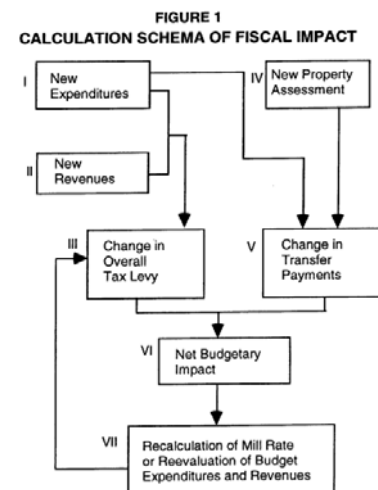 FIGURE 1
CALCULATION SCHEMA OF FISCAL IMPACT
I
New
Expenditures
IV
New Property
Assessment
II
New
Revenues
III
Change in
Overall
Tax Levy
V
Change in
Transfer
Payments
VI
Net Budgetary
Impact
VII
Recalculation of Mill Rate
or Reevaluation of Budget
Expenditures and Revenues